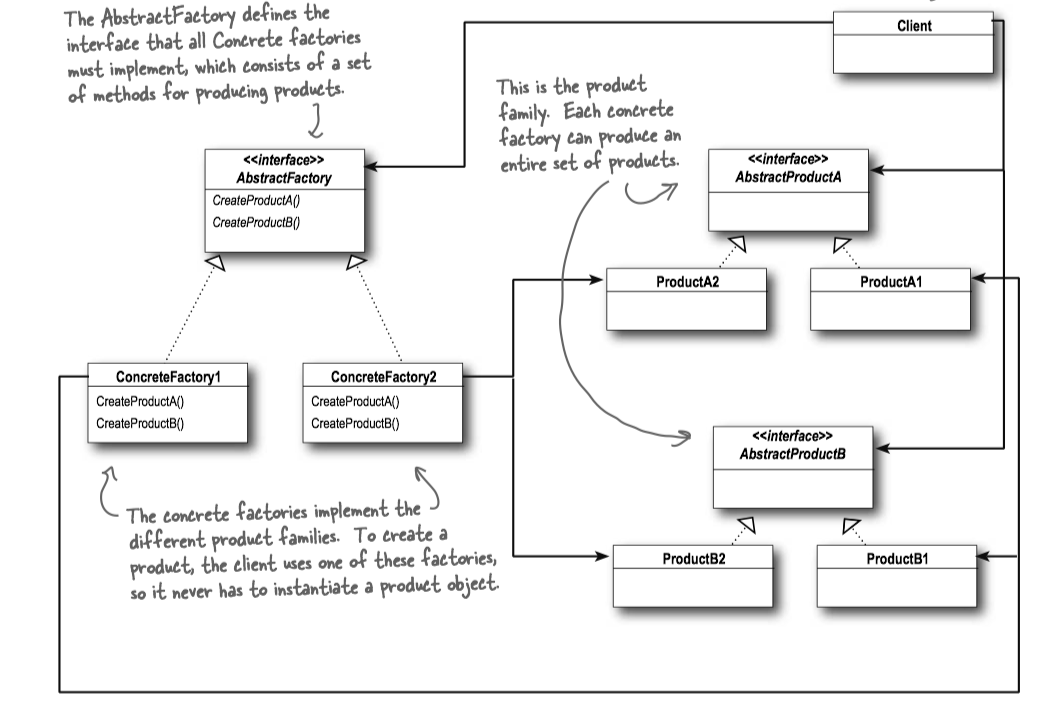 The AbstractFactory defines the
interface that all Concrete factories
must implement, which consists of a set
of methods for producing products.
Client
This is the product
family. Each concrete
factory can produce an
entire set of products.
<<interface>>
AbstractFactory
CreateProductA()
CreateProductB()
<<interface>>
AbstractProductA
ProductA2
ProductA1
ConcreteFactory1
CreateProductA()
CreateProductB()
ConcreteFactory2
CreateProductA()
CreateProductB()
<<interface>>
AbstractProductB
The concrete factories implement the
different product families. To create a
product, the client uses one of these factories,
so it never has to instantiate a product object.
ProductB2
ProductB1